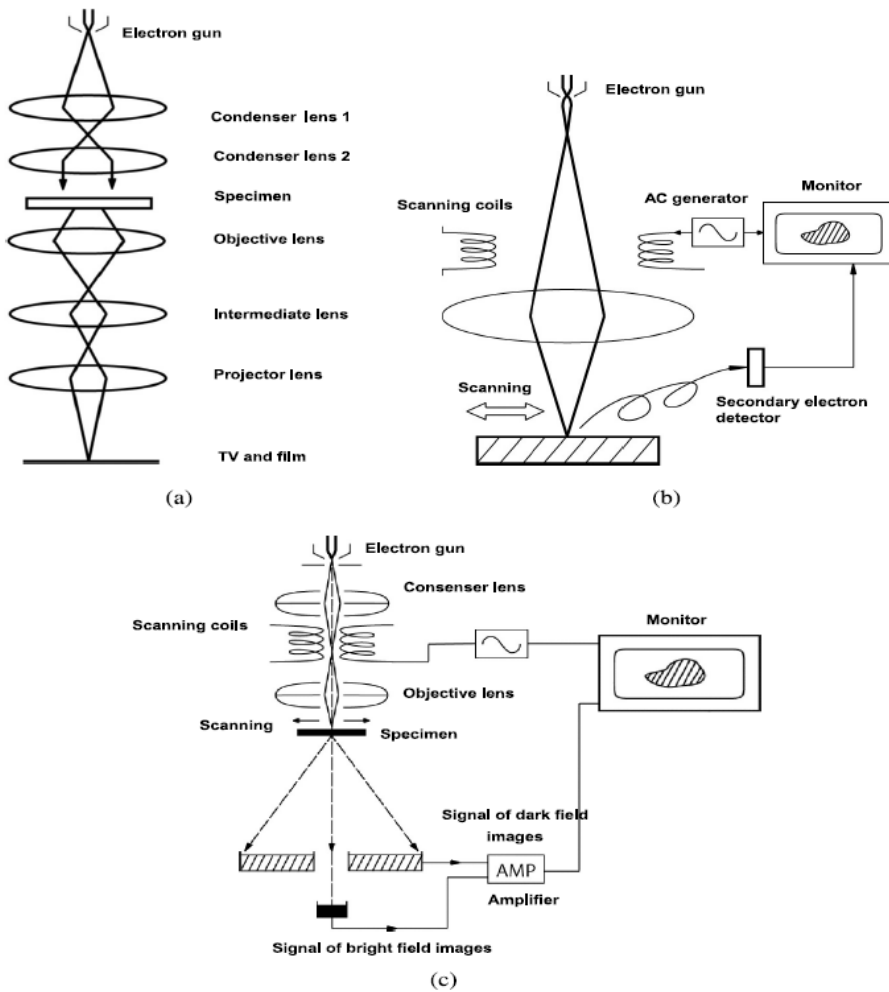 Electron gun
Condenser lens 1
Condenser lens 2
Specimen
Objective lens
Intermediate lens
Projector lens
TV and film
(a)
Electron gun
Scanning coils
AC generator
Monitor
Scanning
Secondary electron
detector
(b)
Electron gun
Consenser lens
Scanning coils
Monitor
Objective lens
Scanning
Specimen
Signal of dark field
images
AMP
Amplifier
Signal of bright field images
(c)